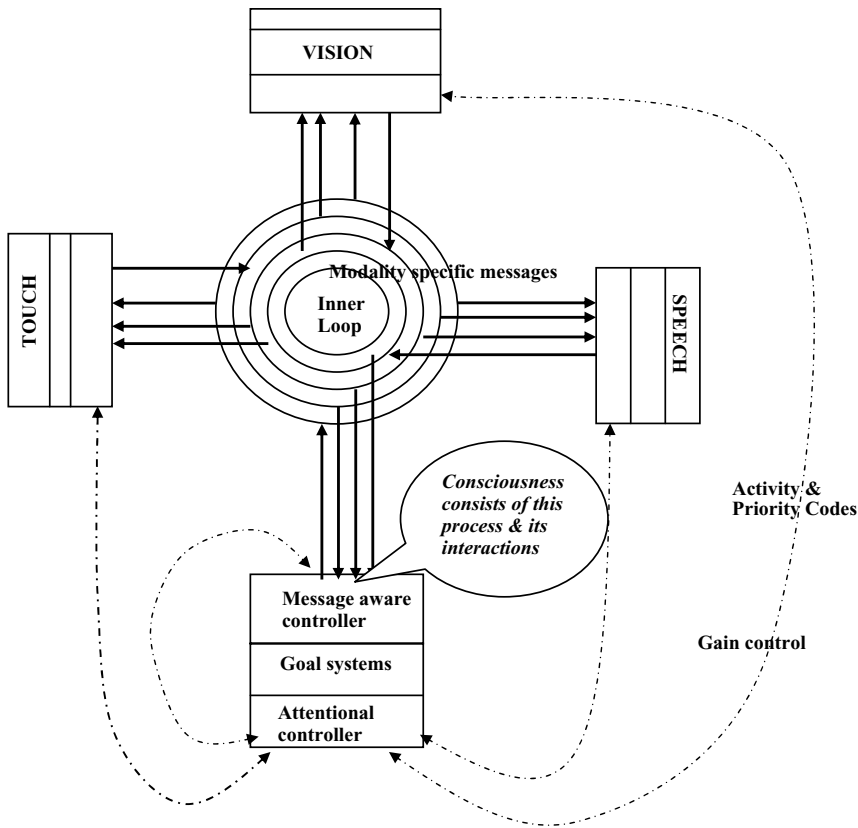 VISION
Modality specific messages
Inner
Loop
TOUCH
SPEECH
Consciousness
consists of this
process & its
interactions
Activity &
Priority Codes
Message aware
controller
Goal systems
Gain control
Attentional
controller